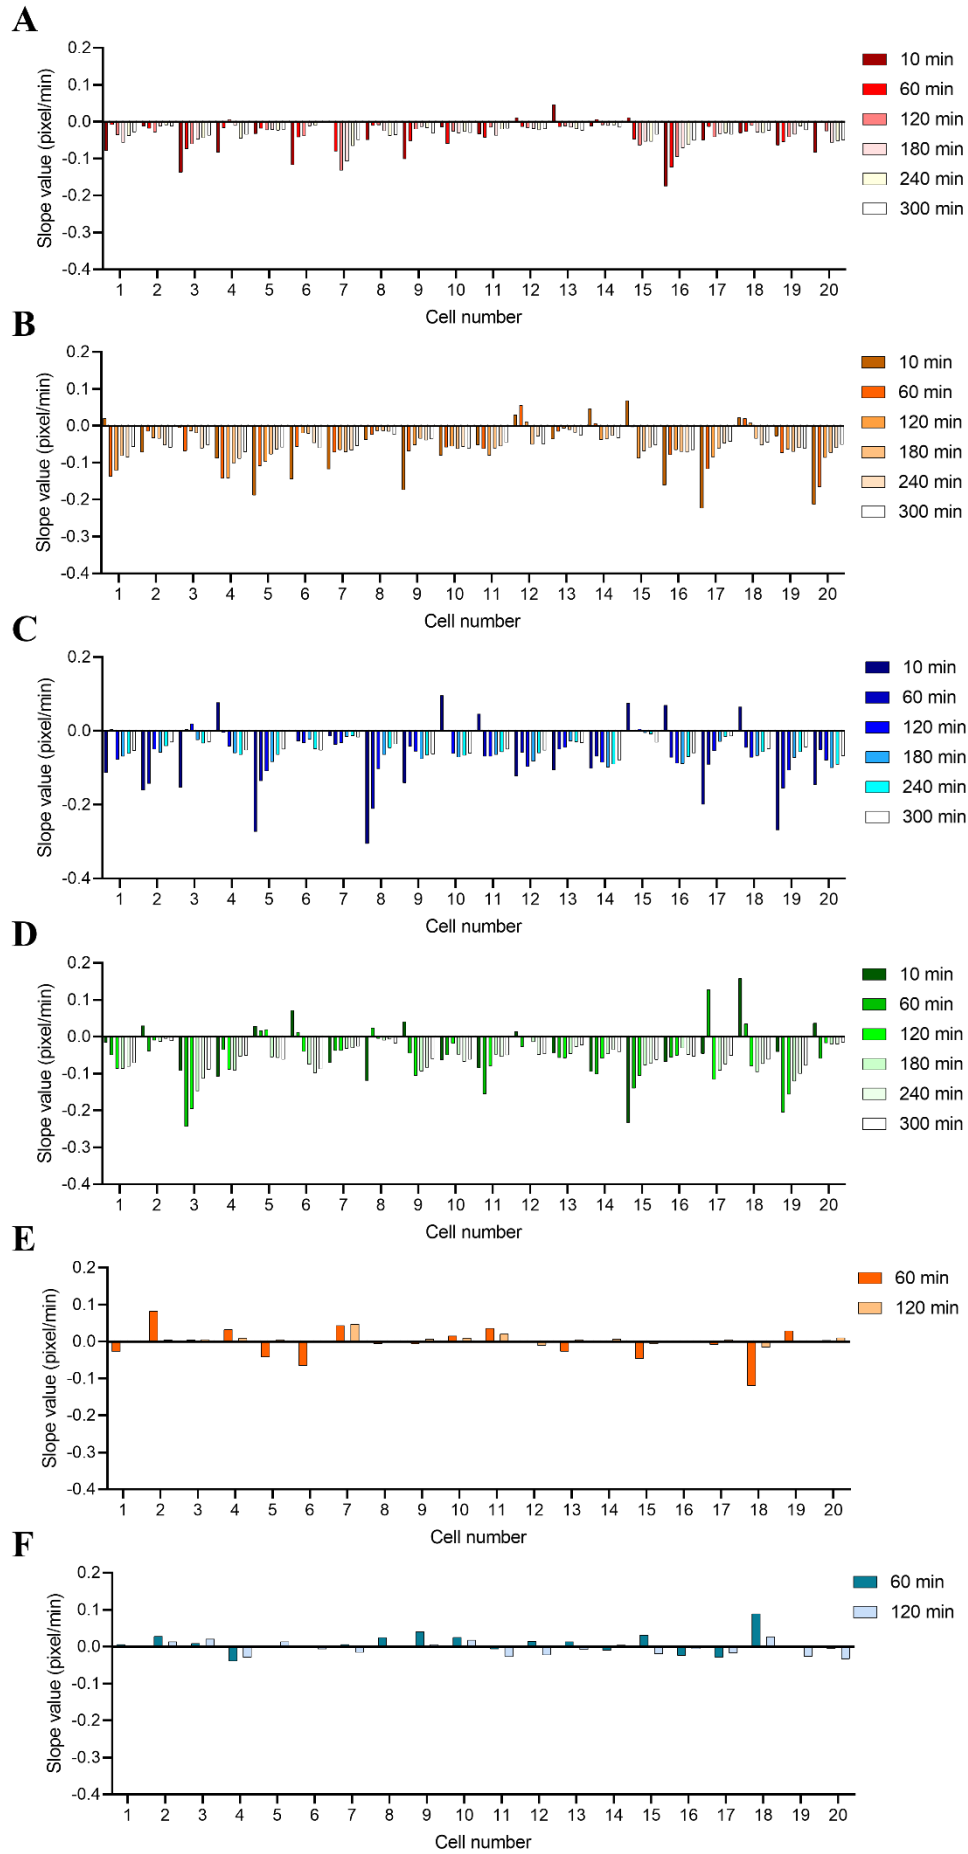 A
Slope value (pixel/min)
0.2
0.1
0.0
-0.1
-0.2
-0.3
-0.4
1 2 3 4 5 6 7 8 9 10 11 12 13 14 15 16 17 18 19 20
Cell number
10 min
60 min
120 min
180 min
240 min
300 min
B
Slope value (pixel/min)
0.2
0.1
0.0
-0.1
-0.2
-0.3
-0.4
1 2 3 4 5 6 7 8 9 10 11 12 13 14 15 16 17 18 19 20
Cell number
10 min
60 min
120 min
180 min
240 min
300 min
C
Slope value (pixel/min)
0.2
0.0
-0.2
-0.4
1 2 3 4 5 6 7 8 9 10 11 12 13 14 15 16 17 18 19 20
Cell number
10 min
60 min
120 min
180 min
240 min
300 min
D
Slope value (pixel/min)
0.2
0.1
0.0
-0.1
-0.2
-0.3
-0.4
1 2 3 4 5 6 7 8 9 10 11 12 13 14 15 16 17 18 19 20
Cell number
10 min
60 min
120 min
180 min
240 min
300 min
E
Slope value (pixel/min)
0.2
0.1
0.0
-0.1
-0.2
-0.3
-0.4
1 2 3 4 5 6 7 8 9 10 11 12 13 14 15 16 17 18 19 20
Cell number
60 min
120 min
F
Slope value (pixel/min)
0.2
0.1
0.0
-0.1
-0.2
-0.3
-0.4
1 2 3 4 5 6 7 8 9 10 11 12 13 14 15 16 17 18 19 20
Cell number
60 min
120 min